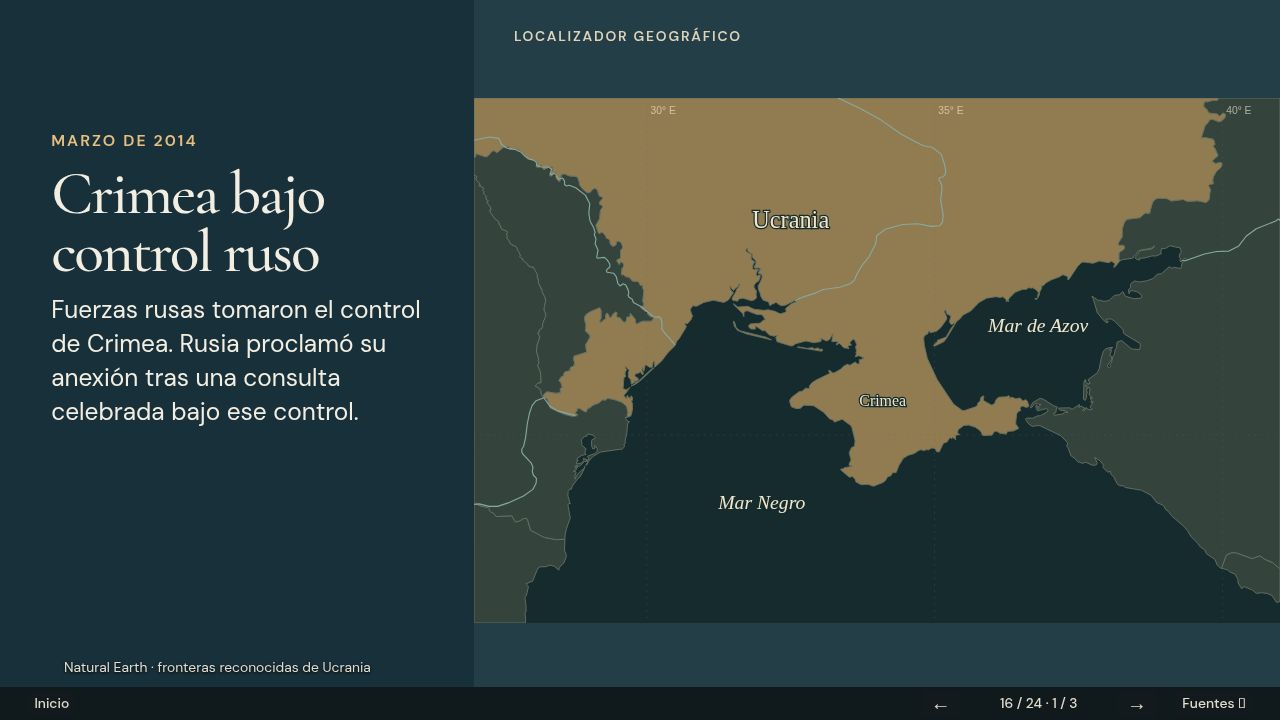 LOCALIZADOR GEOGRÁFICO
MARZO DE 2014
Crimea bajo
control ruso
Fuerzas rusas tomaron el control
de Crimea. Rusia proclamó su
anexión tras una consulta
celebrada bajo ese control.
30° E
35° E
40° E
Ucrania
Mar de Azov
Crimea
Mar Negro
Natural Earth · fronteras reconocidas de Ucrania
Inicio
←
16 / 24 · 1 / 3
→
Fuentes